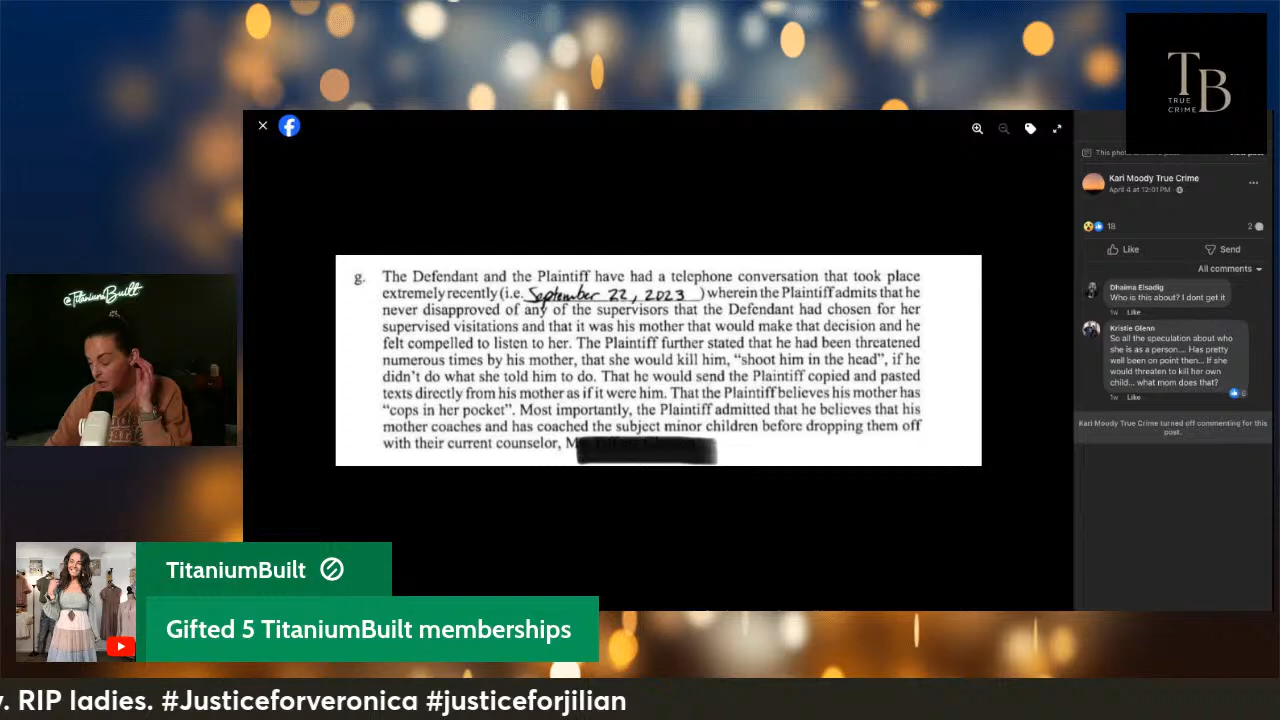 TB
TRUE
CRIME
This
Kari Moody True Crime
April 4 at 12:01 PM
18
2
Like
Send
All comments
Dhaima Elsadig
Who is this about? I dont get it
1w Like
Kristie Glenn
So all the speculation about who
she is as a person.... Has pretty
well been on point then... If she
would threaten to kill her own
child... what mom does that?
6
1w Like
Kari Moody True Crime turned off commenting for this
post.
g. The Defendant and the Plaintiff have had a telephone conversation that took place
extremely recently (i.e. September 22, 2023) wherein the Plaintiff admits that he
never disapproved of any of the supervisors that the Defendant had chosen for her
supervised visitations and that it was his mother that would make that decision and he
felt compelled to listen to her. The Plaintiff further stated that he had been threatened
numerous times by his mother, that she would kill him, “shoot him in the head”, if he
didn’t do what she told him to do. That he would send the Plaintiff copied and pasted
texts directly from his mother as if it were him. That the Plaintiff believes his mother has
“cops in her pocket”. Most importantly, the Plaintiff admitted that he believes that his
mother coaches and has coached the subject minor children before dropping them off
with their current counselor,
@TitaniumBuilt
TitaniumBuilt
Gifted 5 TitaniumBuilt memberships
. RIP ladies. #Justiceforveronica #justiceforjilian